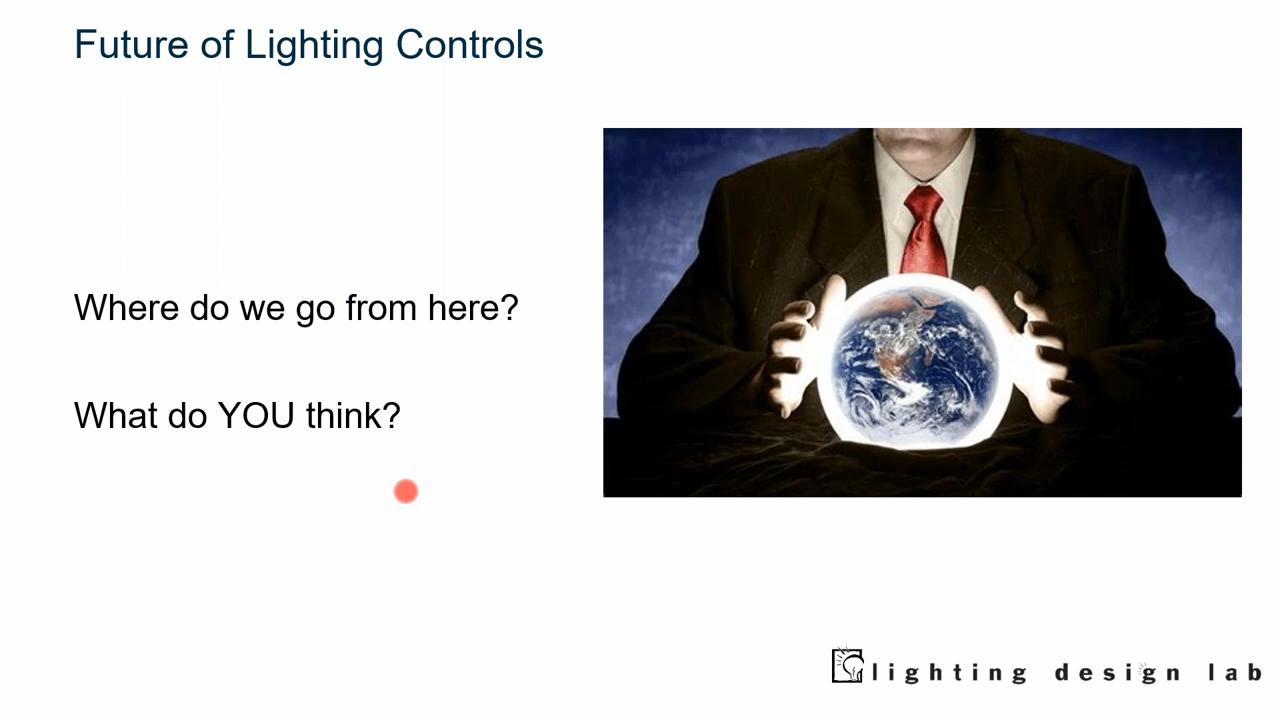 Future of Lighting Controls
Where do we go from here?
What do YOU think?
lighting design lab